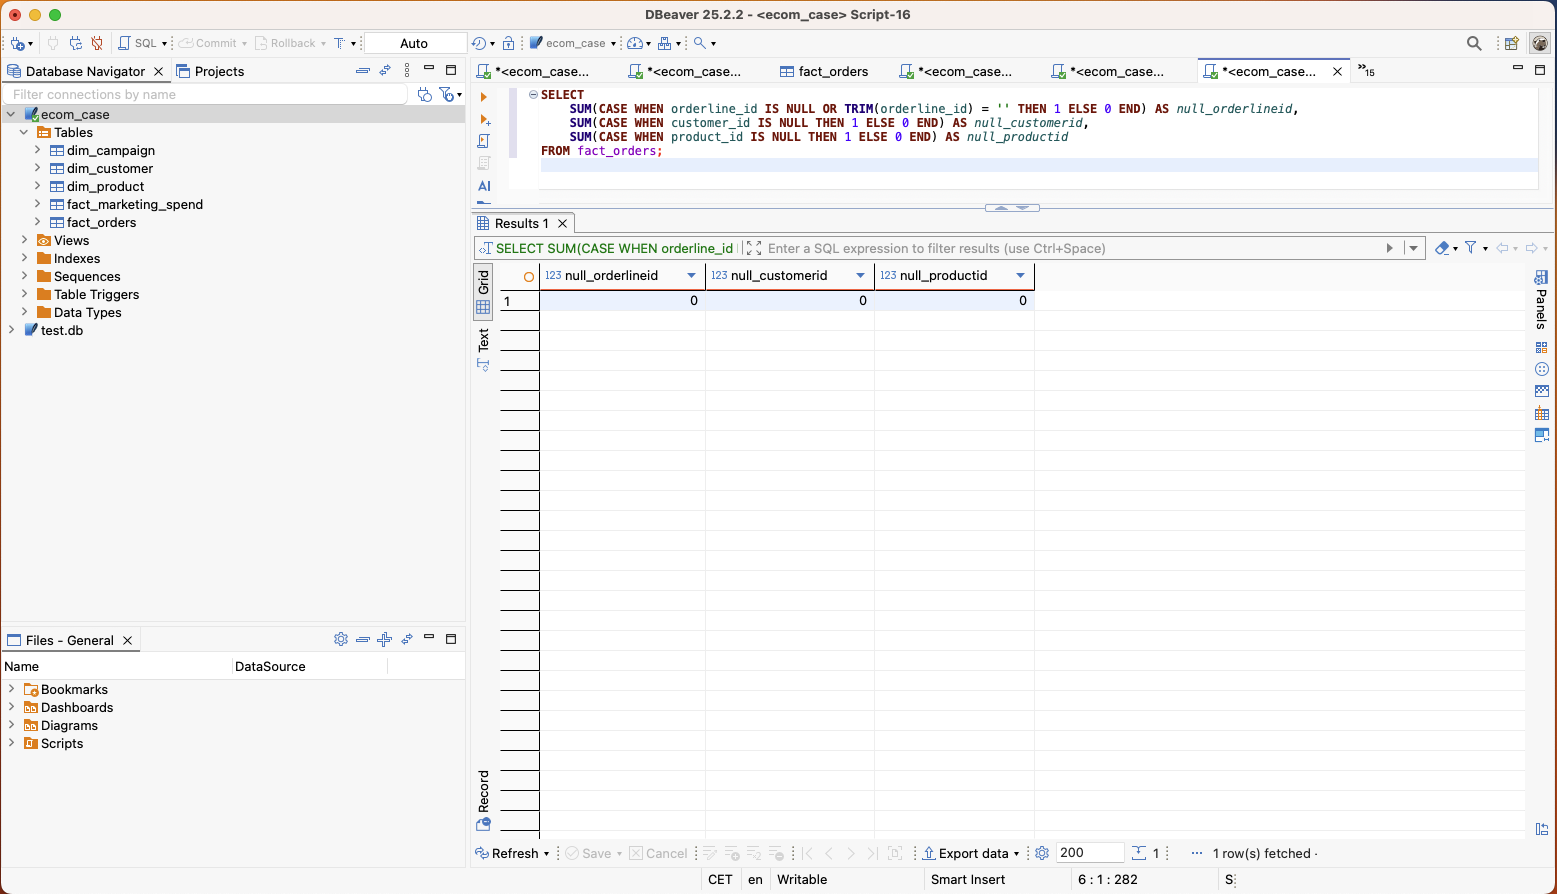 DBeaver 25.2.2 - <ecom_case> Script-16
SQL
Commit
Rollback
Auto
ecom_case
Database Navigator
Projects
*<ecom_case...
*<ecom_case...
fact_orders
*<ecom_case...
*<ecom_case...
*<ecom_case...
»15
Filter connections by name
ecom_case
Tables
dim_campaign
dim_customer
dim_product
fact_marketing_spend
fact_orders
Views
Indexes
Sequences
Table Triggers
Data Types
test.db
AI
SELECT
SUM(CASE WHEN orderline_id IS NULL OR TRIM(orderline_id) = '' THEN 1 ELSE 0 END) AS null_orderlineid,
SUM(CASE WHEN customer_id IS NULL THEN 1 ELSE 0 END) AS null_customerid,
SUM(CASE WHEN product_id IS NULL THEN 1 ELSE 0 END) AS null_productid
FROM fact_orders;
Results 1
SELECT SUM(CASE WHEN orderline_id
Enter a SQL expression to filter results (use Ctrl+Space)
Grid
Text
Record
Panels
123 null_orderlineid
123 null_customerid
123 null_productid
1
0
0
0
Files - General
Name
DataSource
Bookmarks
Dashboards
Diagrams
Scripts
Refresh
Save
Cancel
Export data
200
1
1 row(s) fetched
CET
en
Writable
Smart Insert
6 : 1 : 282
S